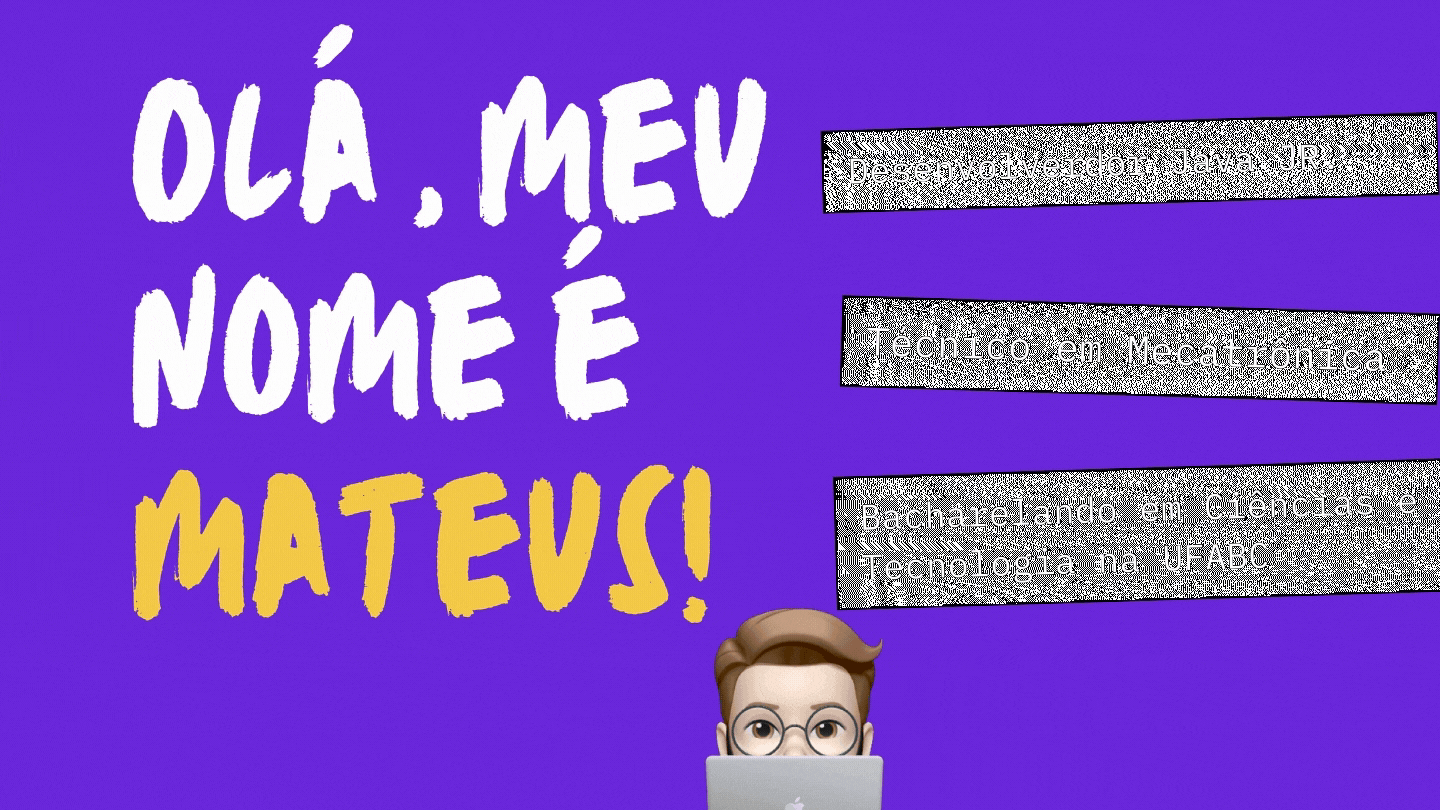 OLÁ, MEU
NOME É
MATEUS!
Desenvolvedor Java JR
Técnico em Mecatrônica
Bacharelando em Ciências e
Tecnologia na UFABC